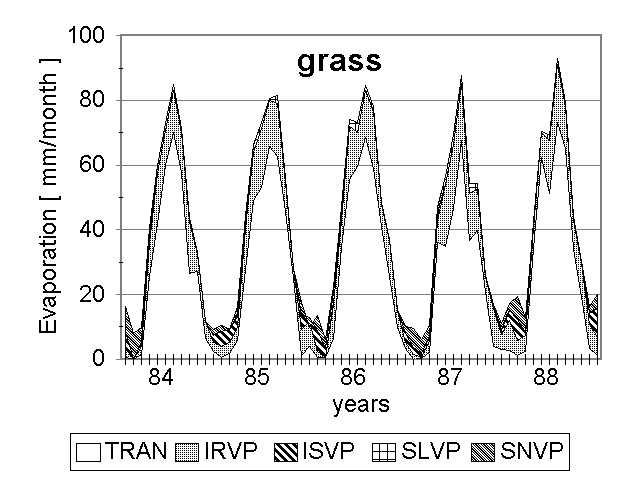 grass
Evaporation [ mm/month ]
100
80
60
40
20
0
84 85 86 87 88
years
TRAN IRVP ISVP SLVP SNVP